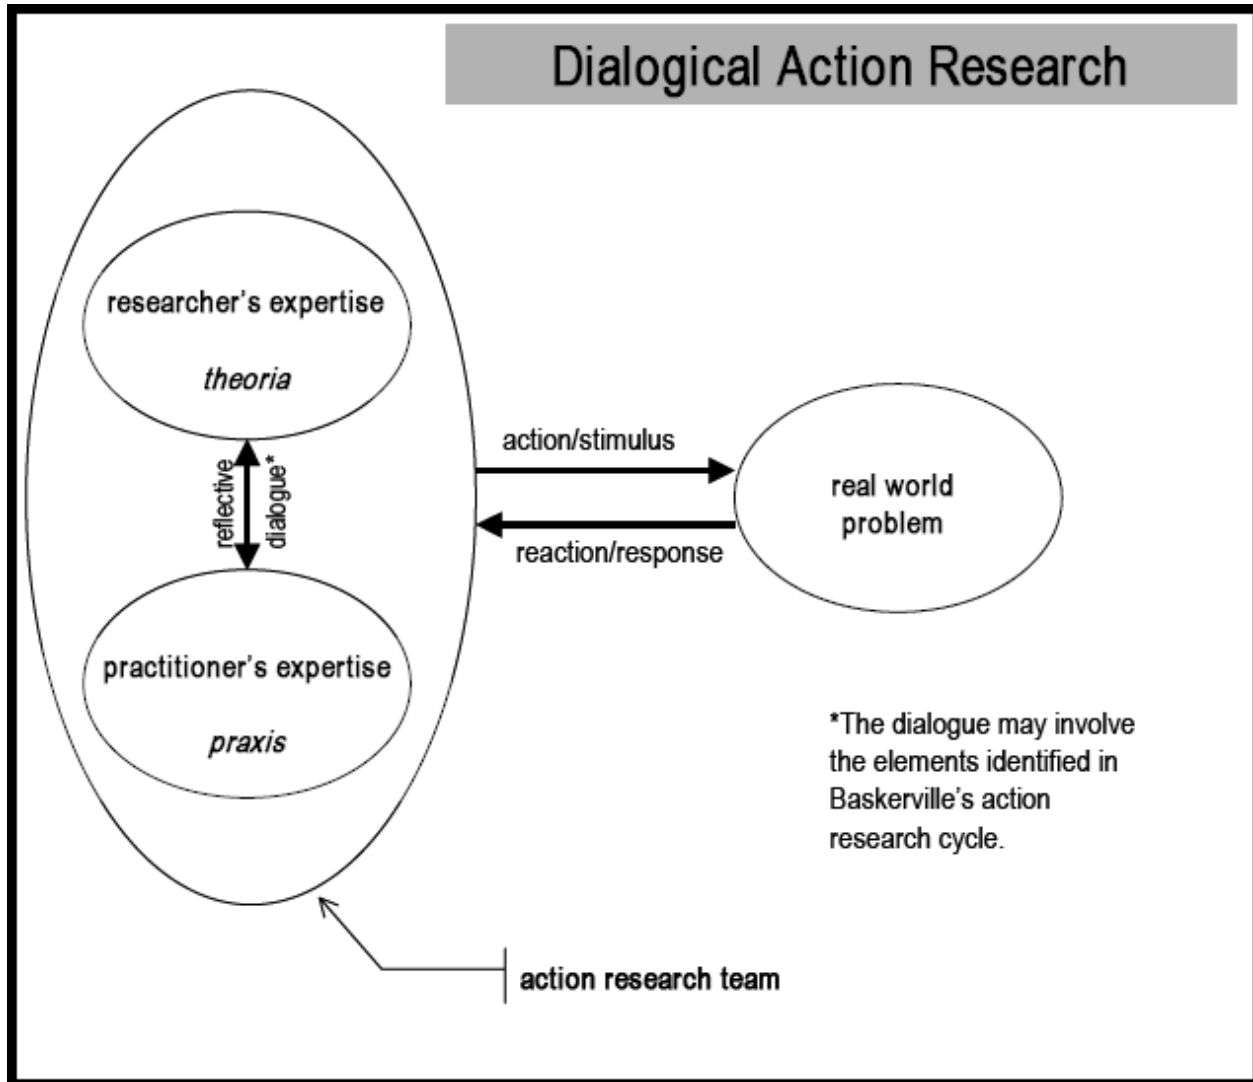 Dialogical Action Research
researcher's expertise
theoria
reflective
dialogue*
practitioner's expertise
praxis
action/stimulus
reaction/response
real world
problem
*The dialogue may involve
the elements identified in
Baskerville's action
research cycle.
action research team